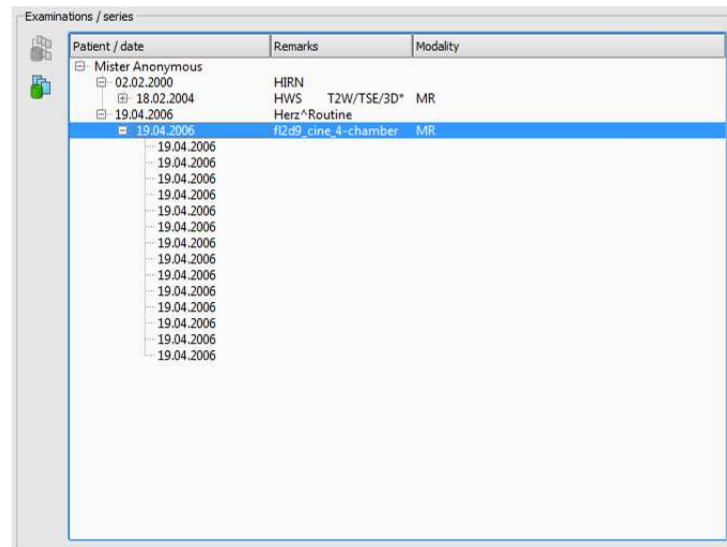 Examinations / series
Patient / date Remarks Modality
Mister Anonymous
02.02.2000 HIRN
18.02.2004 HWS T2W/TSE/3D* MR
19.04.2006 Herz^Routine
19.04.2006 fl2d9_cine_4-chamber MR
19.04.2006
19.04.2006
19.04.2006
19.04.2006
19.04.2006
19.04.2006
19.04.2006
19.04.2006
19.04.2006
19.04.2006
19.04.2006
19.04.2006
19.04.2006
19.04.2006